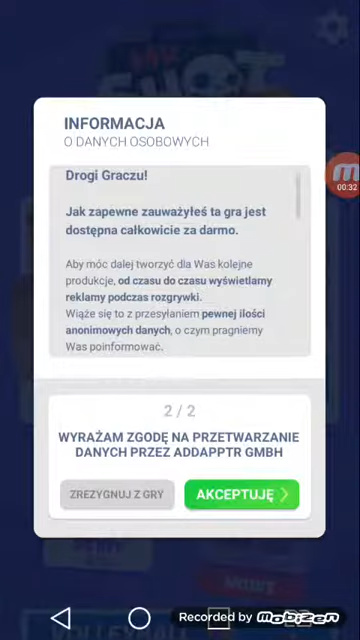 SHOT
INFORMACJA
O DANYCH OSOBOWYCH
Drogi Graczu!
Jak zapewne zauważyłeś ta gra jest
dostępna całkowicie za darmo.
Aby móc dalej tworzyć dla Was kolejne
produkcje, od czasu do czasu wyświetlamy
reklamy podczas rozgrywki.
Wiąże się to z przesyłaniem pewnej ilości
anonimowych danych, o czym pragniemy
Was poinformować.
00:32
2 / 2
WYRAŻAM ZGODĘ NA PRZETWARZANIE
DANYCH PRZEZ ADDAPPTR GMBH
ZREZYGNUJ Z GRY
AKCEPTUJĘ
Recorded by Mobizen